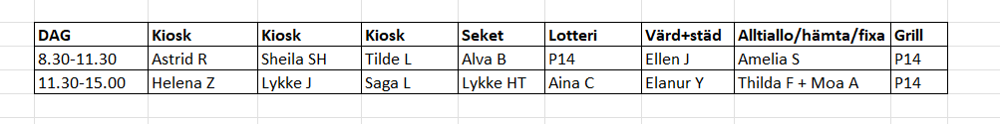 DAG Kiosk Kiosk Kiosk Seket Lotteri Värd+städ Alltiallo/hämta/fixa Grill
8.30-11.30 Astrid R Sheila SH Tilde L Alva B P14 Ellen J Amelia S P14
11.30-15.00 Helena Z Lykke J Saga L Lykke HT Aina C Elanur Y Thilda F + Moa A P14